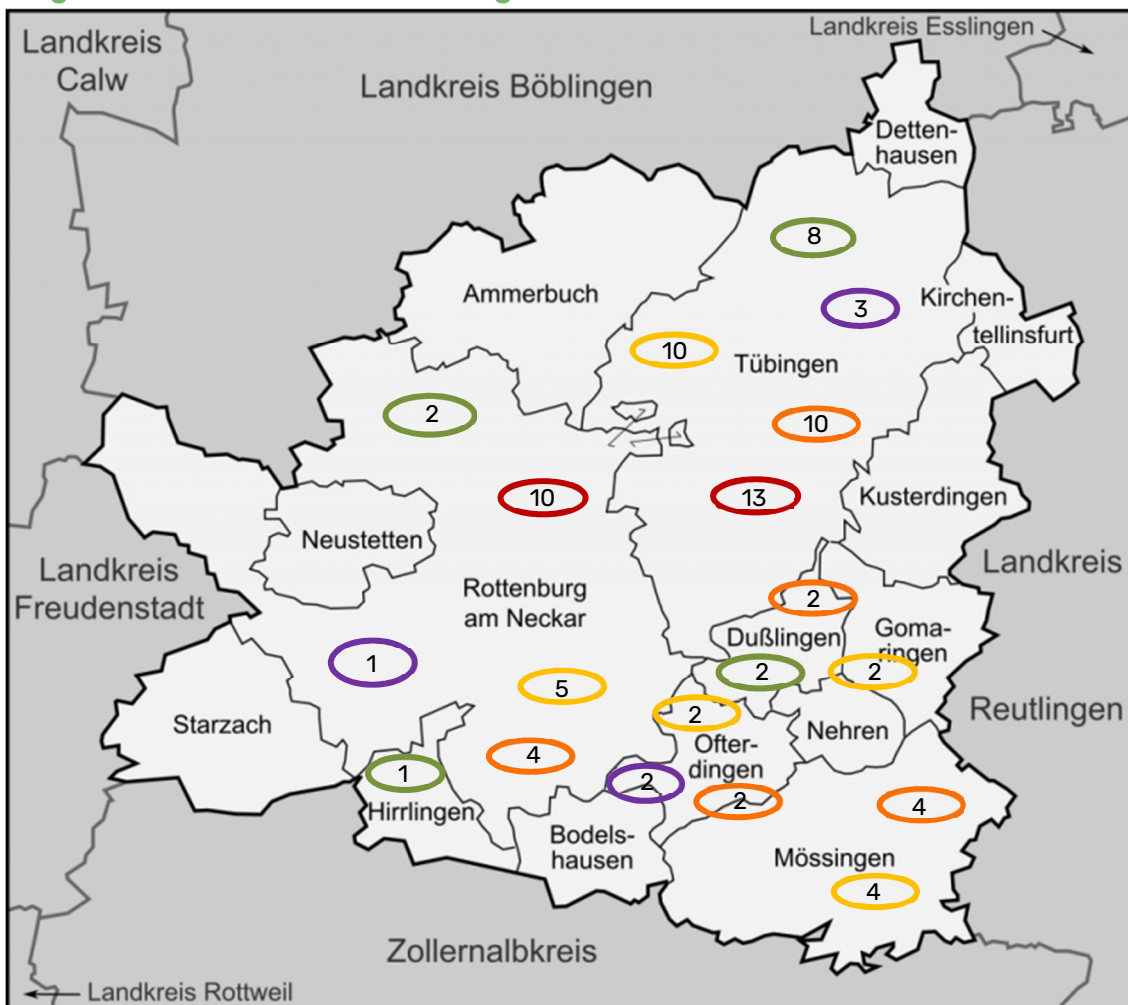 Landkreis Esslingen
Landkreis
Calw
Landkreis Böblingen
Detten-
hausen
8
Ammerbuch
3
Kirchen-
tellinsfurt
10
Tübingen
2
10
10
13
Kusterdingen
Neustetten
Landkreis
Freudenstadt
Landkreis
Reutlingen
Rottenburg
am Neckar
2
Dußlingen
Goma-
ringen
1
2
2
5
2
Starzach
Nehren
Ofter-
dingen
4
1
2
2
4
Hirrlingen
Bodels-
hausen
Mössingen
4
Zollernalbkreis
Landkreis Rottweil